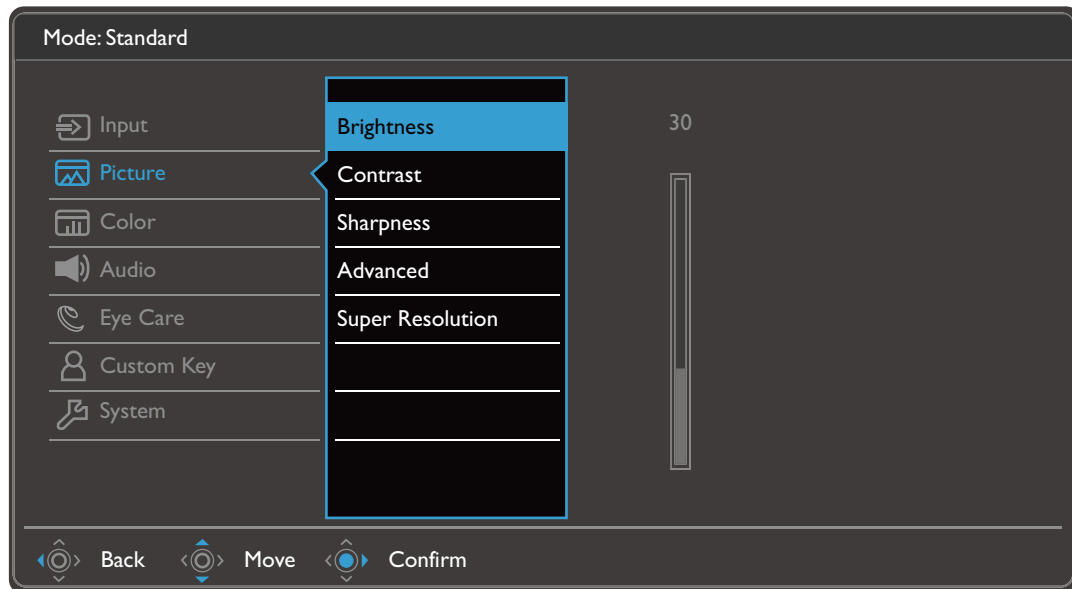 Mode: Standard
Input
Picture
Color
Audio
Eye Care
Custom Key
System
Brightness
Contrast
Sharpness
Advanced
Super Resolution
30
Back Move Confirm